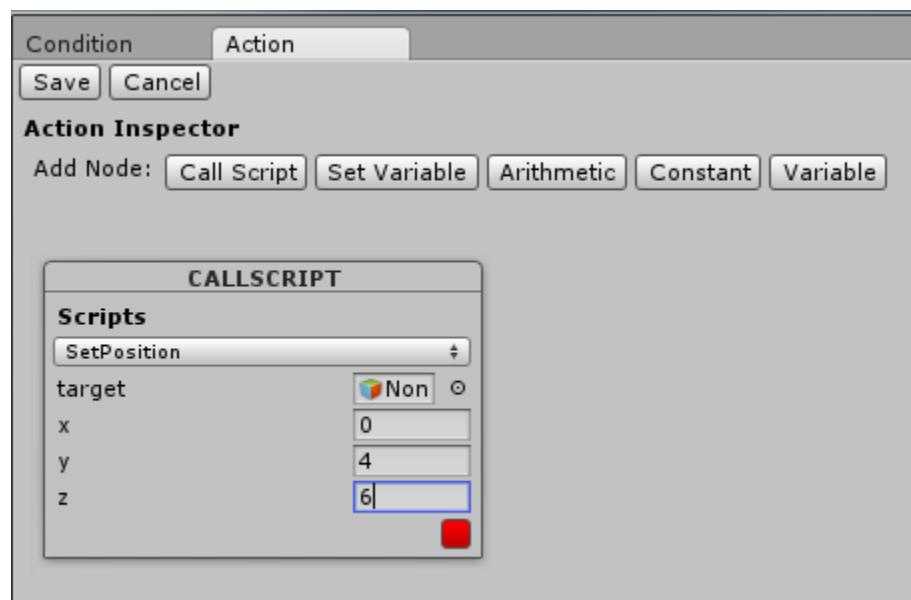 Condition Action
Save Cancel
Action Inspector
Add Node: Call Script Set Variable Arithmetic Constant Variable
CALLSCRIPT
Scripts
SetPosition
target Non
x 0
y 4
z 6